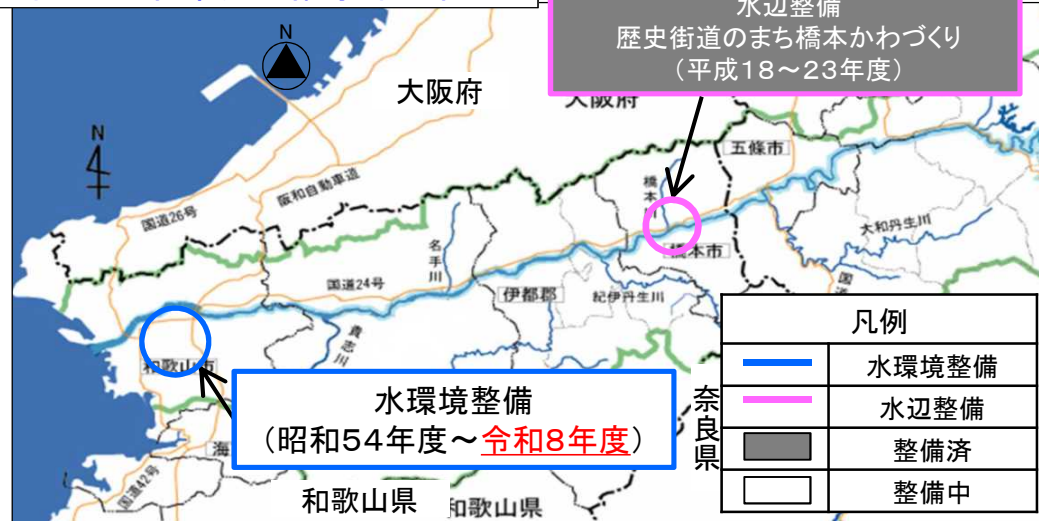 水辺整備
歴史街道のまち橋本かわづくり
(平成18～23年度)
N
大阪府
大阪府
N
五條市
阪和自動車道
橋本川
国道26号
大和丹生川
名手川
橋本市
国道24号
伊都郡
紀伊丹生川
貴志川
和歌山市
水環境整備
(昭和54年度～令和8年度)
奈良県
海
国道42号
和歌山県
和歌山県
凡例
水環境整備
水辺整備
整備済
整備中